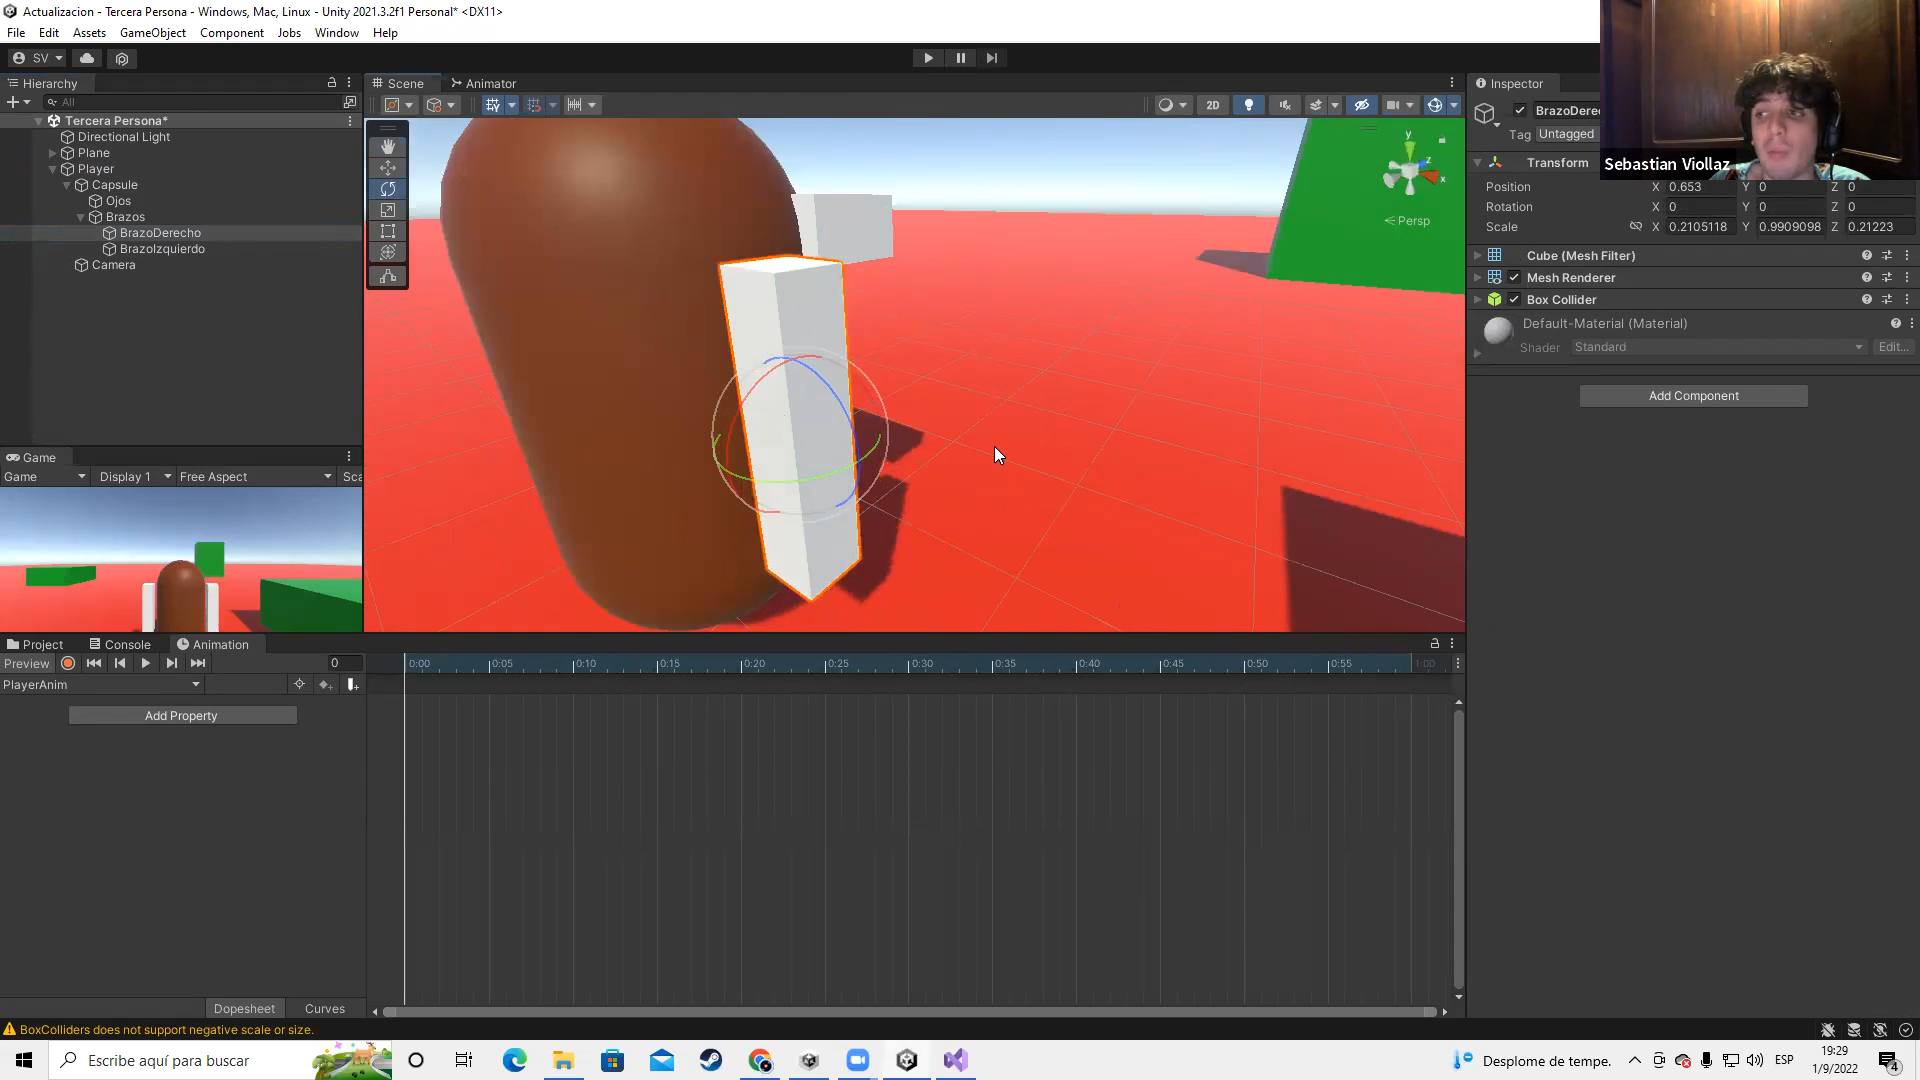 Actualizacion - Tercera Persona - Windows, Mac, Linux - Unity 2021.3.2f1 Personal* <DX11>
File Edit Assets GameObject Component Jobs Window Help
SV
Hierarchy
All
Tercera Persona*
Directional Light
Plane
Player
Capsule
Ojos
Brazos
BrazoDerecho
BrazoIzquierdo
Camera
Scene Animator
2D
y
z
x
Persp
Inspector
BrazoDerec
Tag Untagged
Sebastian Viollaz
Transform
Position X 0.653 Y 0 Z 0
Rotation X 0 Y 0 Z 0
Scale X 0.2105118 Y 0.9909098 Z 0.21223
Cube (Mesh Filter)
Mesh Renderer
Box Collider
Default-Material (Material)
Shader Standard Edit...
Add Component
Game
Game Display 1 Free Aspect Sca
Project Console Animation
Preview 0
0:00 0:05 0:10 0:15 0:20 0:25 0:30 0:35 0:40 0:45 0:50 0:55 1:00
PlayerAnim
Add Property
Dopesheet Curves
BoxColliders does not support negative scale or size.
Escribe aquí para buscar
Desplome de tempe.
ESP
19:29
1/9/2022
4